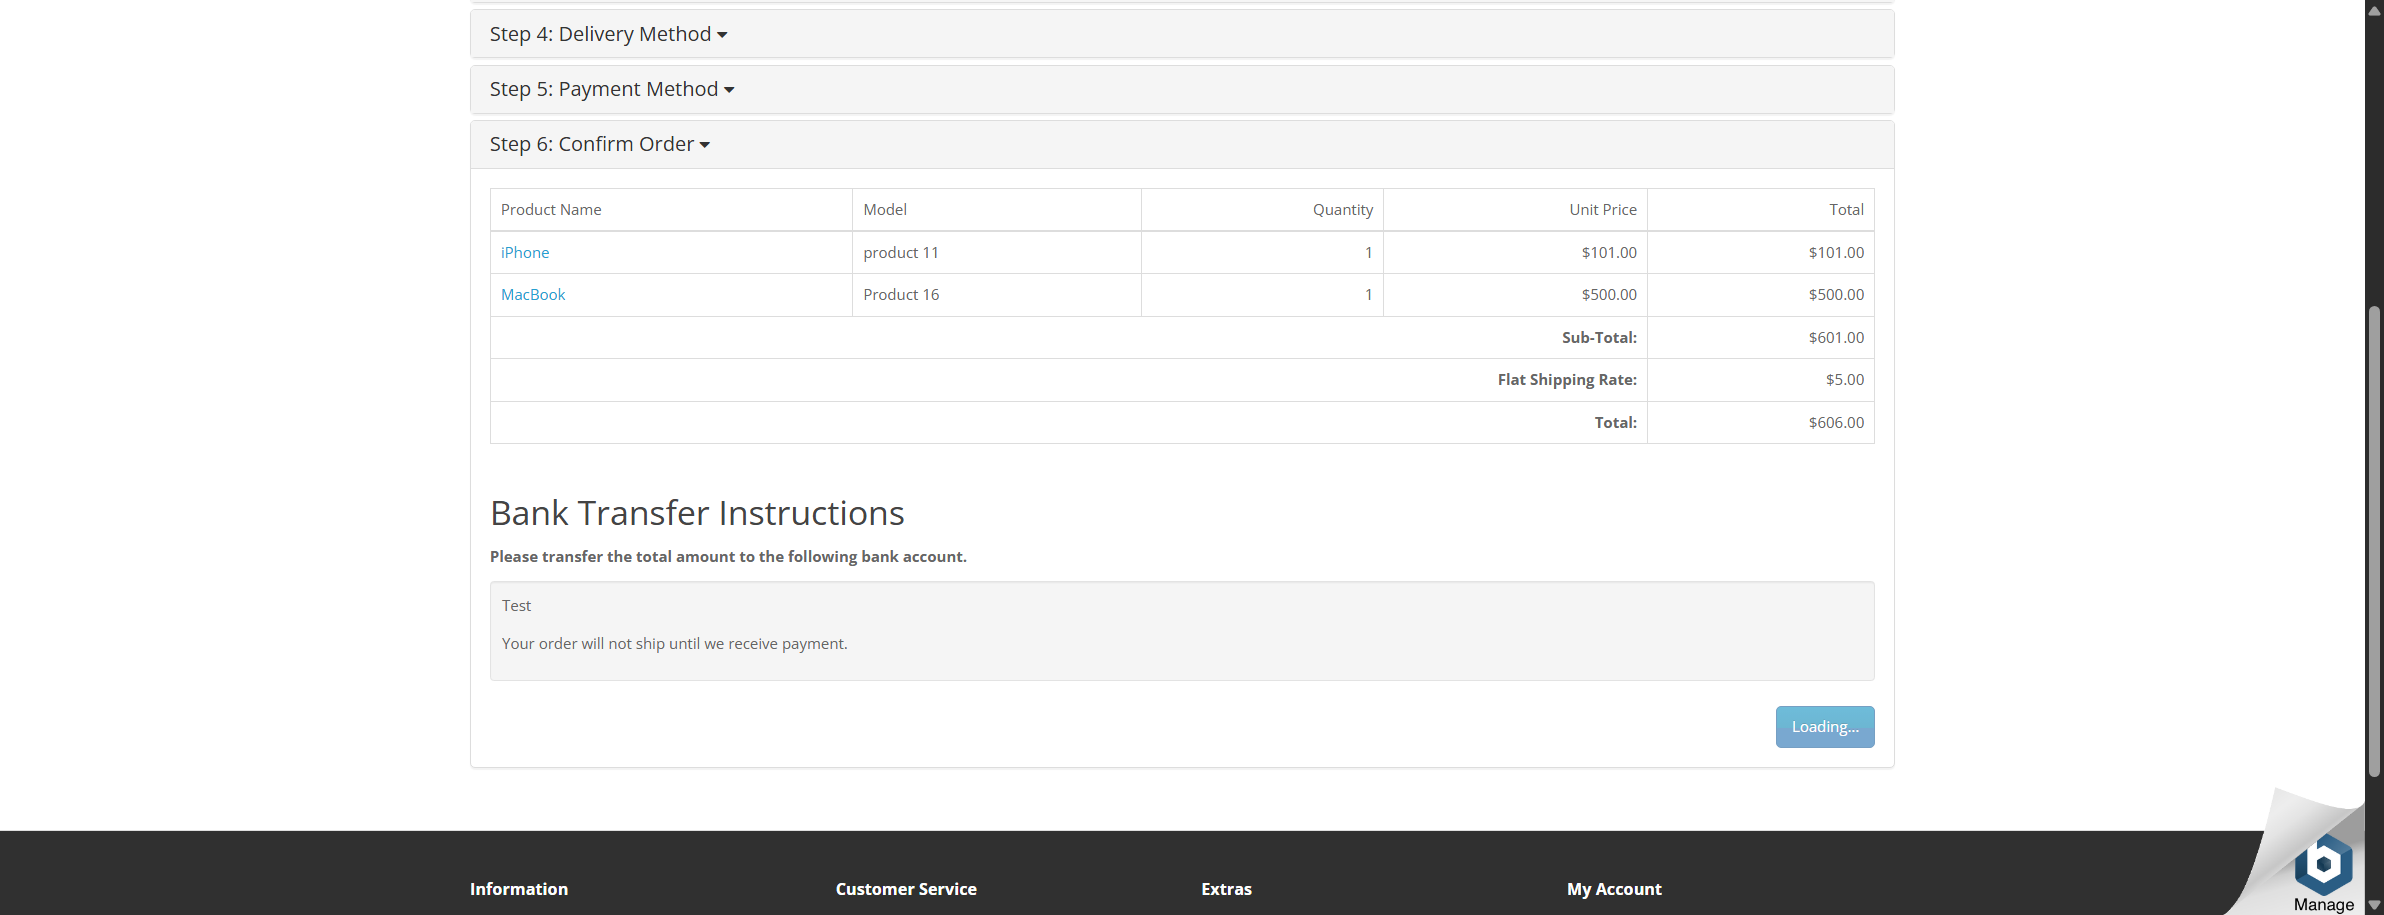 Step 4: Delivery Method
Step 5: Payment Method
Step 6: Confirm Order
Product Name Model Quantity Unit Price Total
iPhone product 11 1 $101.00 $101.00
MacBook Product 16 1 $500.00 $500.00
Sub-Total: $601.00
Flat Shipping Rate: $5.00
Total: $606.00
Bank Transfer Instructions
Please transfer the total amount to the following bank account.
Test
Your order will not ship until we receive payment.
Loading...
Information Customer Service Extras My Account
Manage